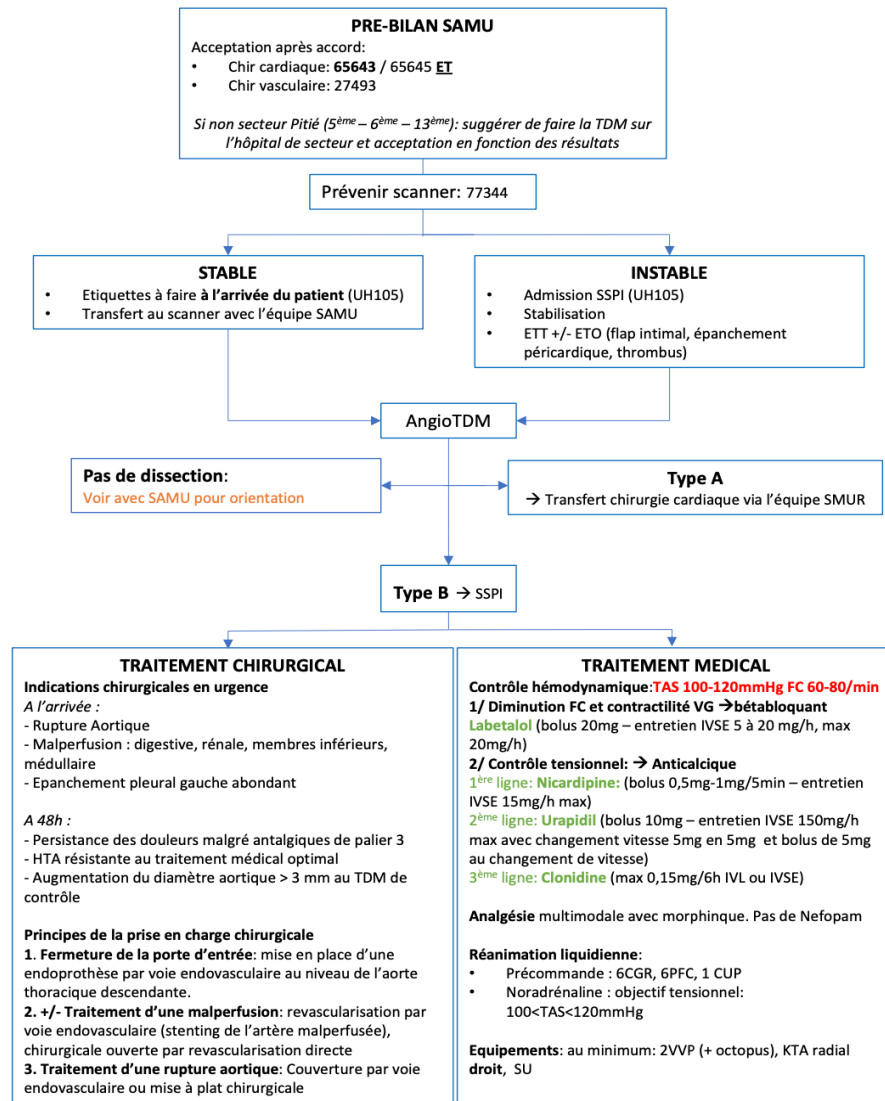 PRE-BILAN SAMU
Acceptation après accord:
• Chir cardiaque: 65643 / 65645 ET
• Chir vasculaire: 27493
Si non secteur Pitié (5ème – 6ème – 13ème): suggérer de faire la TDM sur
l'hôpital de secteur et acceptation en fonction des résultats
Prévenir scanner: 77344
STABLE
• Etiquettes à faire à l'arrivée du patient (UH105)
• Transfert au scanner avec l'équipe SAMU
INSTABLE
• Admission SSPI (UH105)
• Stabilisation
• ETT +/- ETO (flap intimal, épanchement
péricardique, thrombus)
AngioTDM
Pas de dissection:
Voir avec SAMU pour orientation
Type A
→ Transfert chirurgie cardiaque via l'équipe SMUR
Type B → SSPI
TRAITEMENT CHIRURGICAL
Indications chirurgicales en urgence
A l'arrivée :
- Rupture Aortique
- Malperfusion : digestive, rénale, membres inférieurs,
médullaire
- Epanchement pleural gauche abondant
A 48h :
- Persistance des douleurs malgré antalgiques de palier 3
- HTA résistante au traitement médical optimal
- Augmentation du diamètre aortique > 3 mm au TDM de
contrôle
Principes de la prise en charge chirurgicale
1. Fermeture de la porte d'entrée: mise en place d'une
endoprothèse par voie endovasculaire au niveau de l'aorte
thoracique descendante.
2. +/- Traitement d'une malperfusion: revascularisation par
voie endovasculaire (stenting de l'artère malperfusée),
chirurgicale ouverte par revascularisation directe
3. Traitement d'une rupture aortique: Couverture par voie
endovasculaire ou mise à plat chirurgicale
TRAITEMENT MEDICAL
Contrôle hémodynamique:TAS 100-120mmHg FC 60-80/min
1/ Diminution FC et contractilité VG →bétabloquant
Labetalol (bolus 20mg – entretien IVSE 5 à 20 mg/h, max
20mg/h)
2/ Contrôle tensionnel: → Anticalcique
1ère ligne: Nicardipine: (bolus 0,5mg-1mg/5min – entretien
IVSE 15mg/h max)
2ème ligne: Urapidil (bolus 10mg – entretien IVSE 150mg/h
max avec changement vitesse 5mg en 5mg et bolus de 5mg
au changement de vitesse)
3ème ligne: Clonidine (max 0,15mg/6h IVL ou IVSE)
Analgésie multimodale avec morphinque. Pas de Nefopam
Réanimation liquidienne:
• Précommande : 6CGR, 6PFC, 1 CUP
• Noradrénaline : objectif tensionnel:
100<TAS<120mmHg
Equipements: au minimum: 2VVP (+ octopus), KTA radial
droit, SU